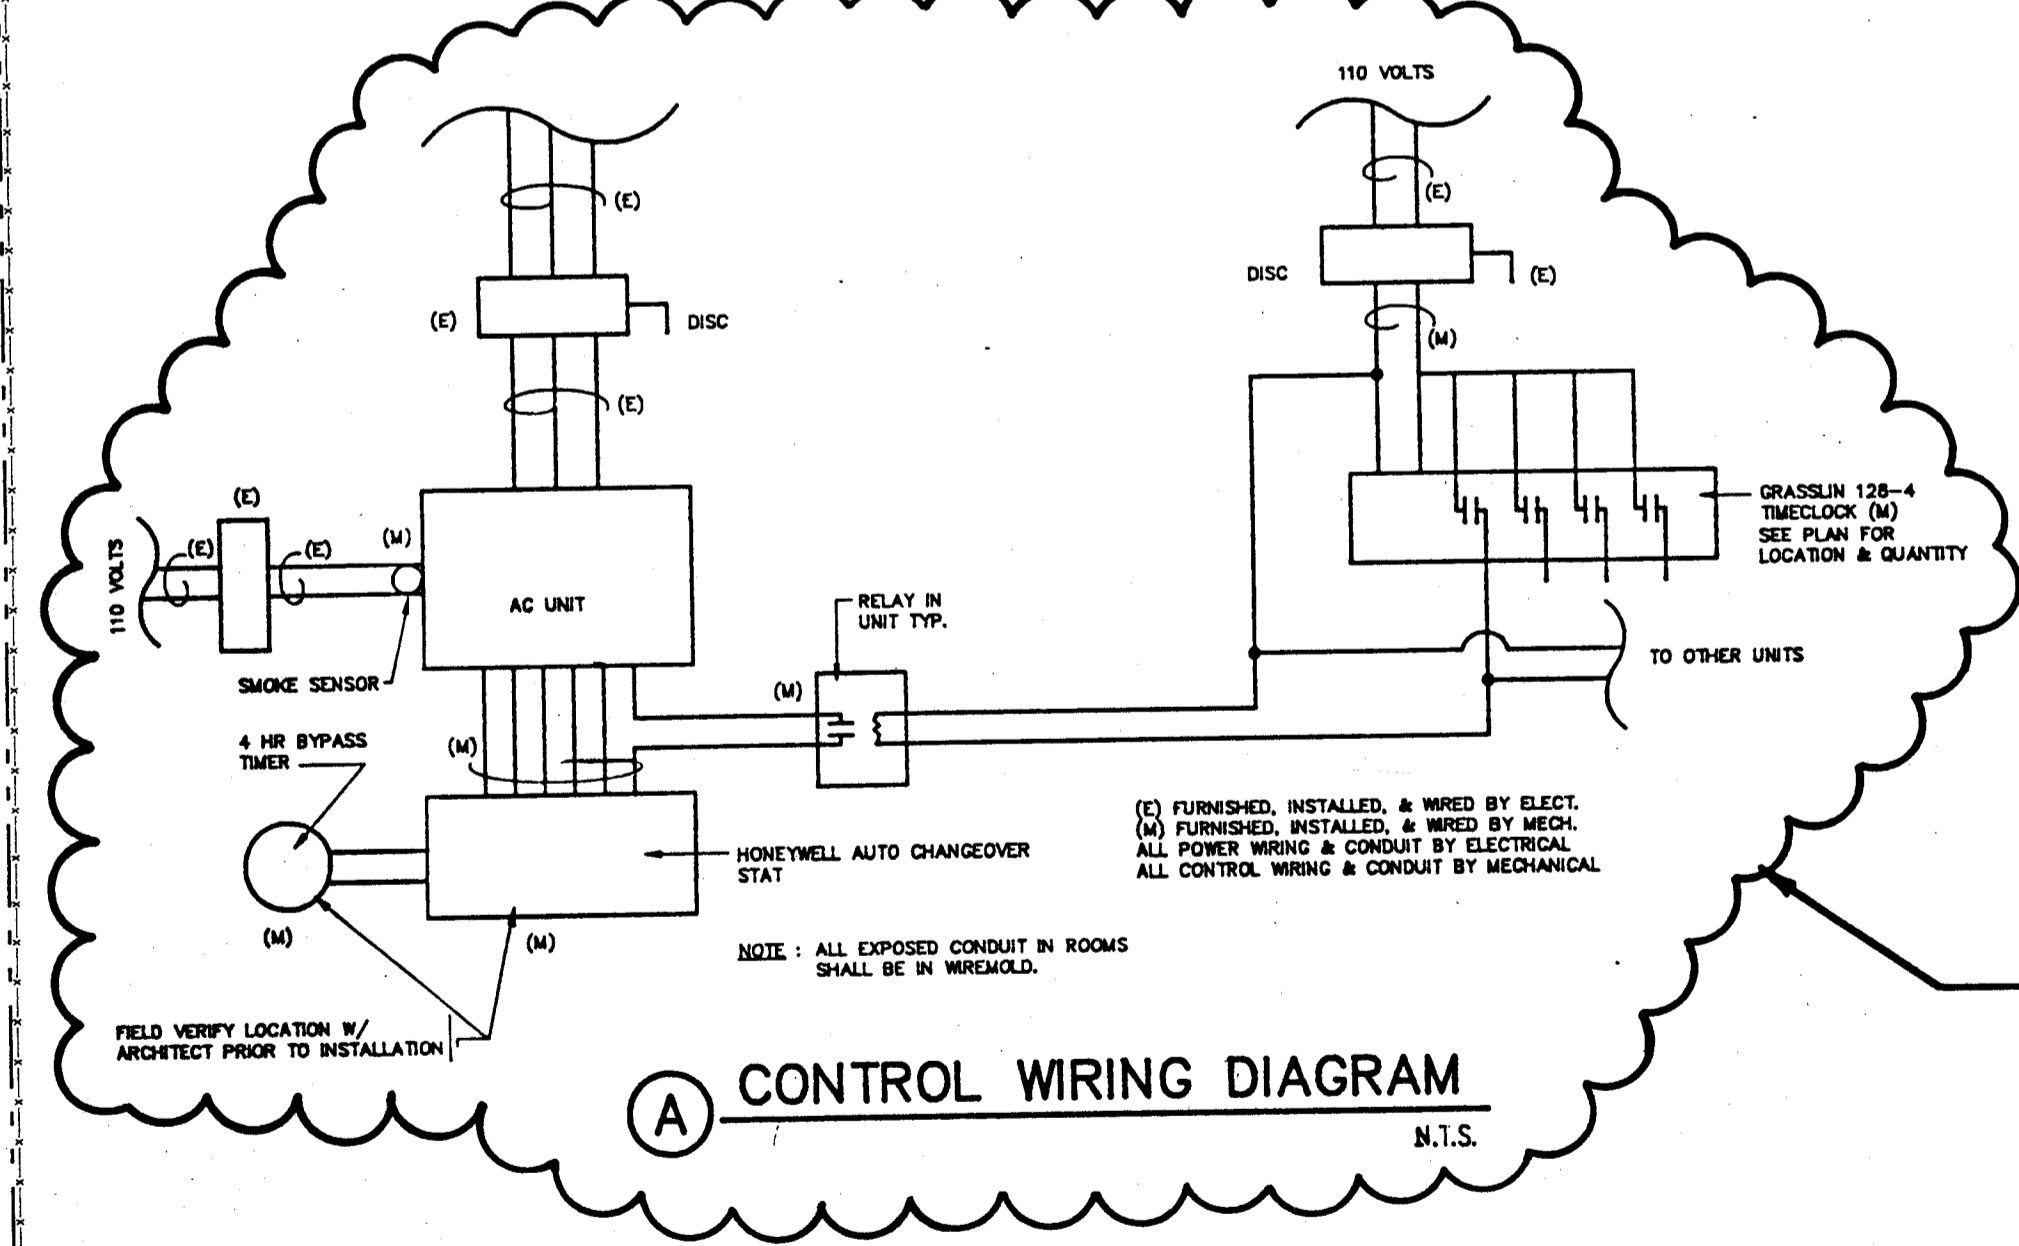 110 VOLTS
(E)
(E)
DISC
(E)
(E)
DISC
(E)
(M)
(E)
(E)
110 VOLTS
(E)
(E)
(M)
AC UNIT
SMOKE SENSOR
GRASSLIN 128-4
TIMECLOCK (M)
SEE PLAN FOR
LOCATION & QUANTITY
RELAY IN
UNIT TYP.
TO OTHER UNITS
(M)
4 HR BYPASS
TIMER
(M)
(M)
HONEYWELL AUTO CHANGEOVER
STAT
(M)
(E) FURNISHED, INSTALLED, & WIRED BY ELECT.
(M) FURNISHED, INSTALLED, & WIRED BY MECH.
ALL POWER WIRING & CONDUIT BY ELECTRICAL
ALL CONTROL WIRING & CONDUIT BY MECHANICAL
NOTE : ALL EXPOSED CONDUIT IN ROOMS
SHALL BE IN WIREMOLD.
FIELD VERIFY LOCATION W/
ARCHITECT PRIOR TO INSTALLATION
A CONTROL WIRING DIAGRAM
N.T.S.